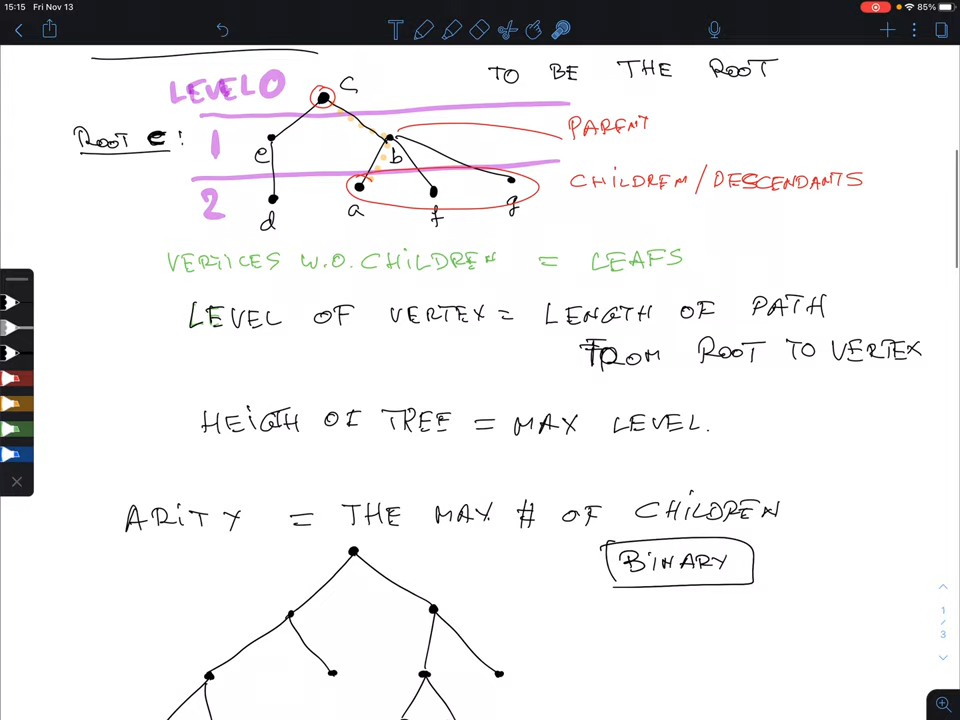 15:15 Fri Nov 13
85%
TO BE THE ROOT
LEVEL 0
C
ROOT C:
1
e
b
PARENT
2
d
a
f
g
CHILDREN/DESCENDANTS
VERTICES W.O. CHILDREN = LEAFS
LEVEL OF VERTEX = LENGTH OF PATH
FROM ROOT TO VERTEX
HEIGTH OF TREE = MAX LEVEL.
ARITY = THE MAX # OF CHILDREN
BINARY
1
/
3